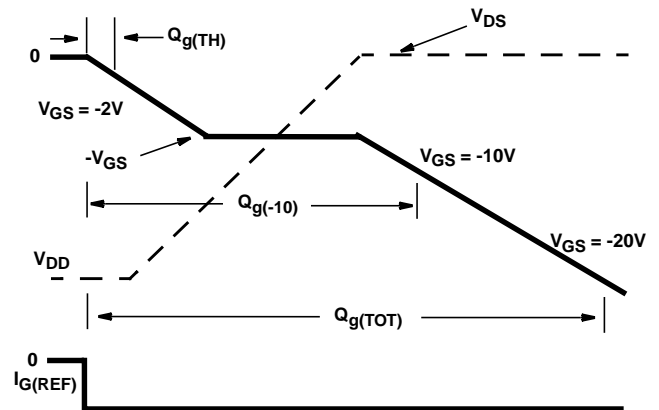 Qg(TH)
VDS
0
VGS = -2V
-VGS
VGS = -10V
Qg(-10)
VGS = -20V
VDD
Qg(TOT)
0
IG(REF)